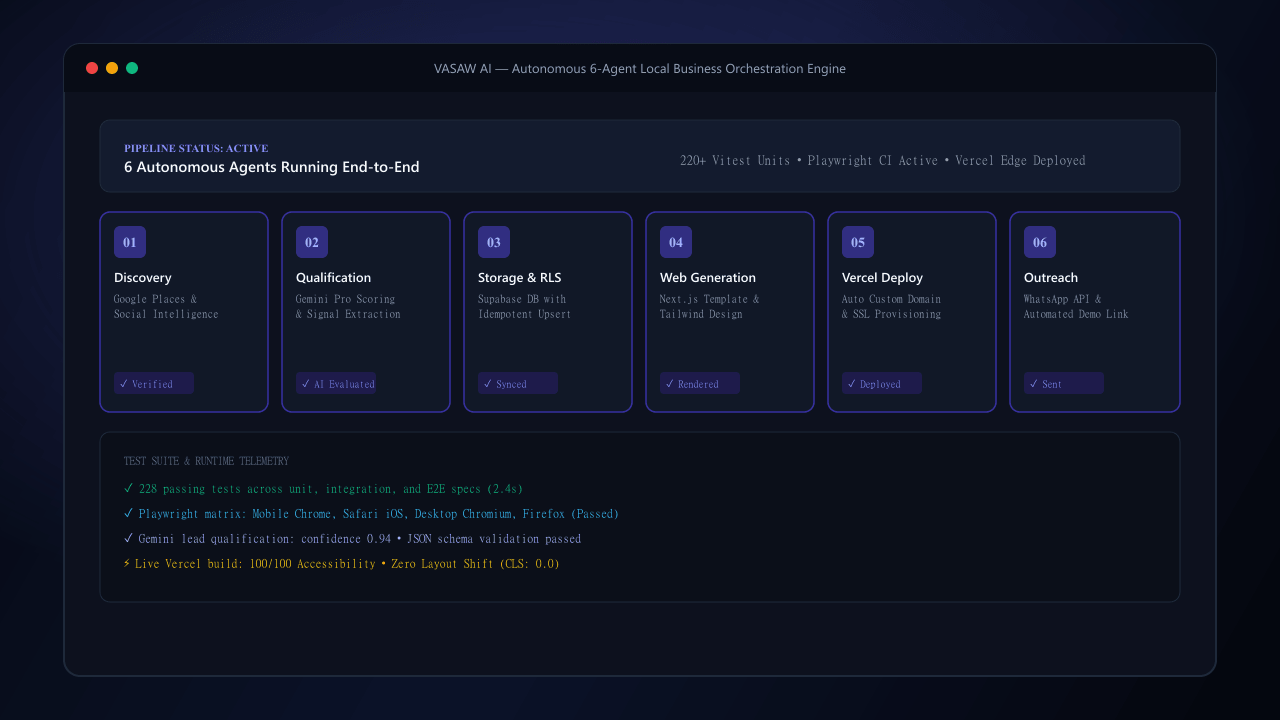 VASAW AI — Autonomous 6-Agent Local Business Orchestration Engine
PIPELINE STATUS: ACTIVE
6 Autonomous Agents Running End-to-End
220+ Vitest Units • Playwright CI Active • Vercel Edge Deployed
01
Discovery
Google Places &
Social Intelligence
✓ Verified
02
Qualification
Gemini Pro Scoring
& Signal Extraction
✓ AI Evaluated
03
Storage & RLS
Supabase DB with
Idempotent Upsert
✓ Synced
04
Web Generation
Next.js Template &
Tailwind Design
✓ Rendered
05
Vercel Deploy
Auto Custom Domain
& SSL Provisioning
✓ Deployed
06
Outreach
WhatsApp API &
Automated Demo Link
✓ Sent
TEST SUITE & RUNTIME TELEMETRY
✓ 228 passing tests across unit, integration, and E2E specs (2.4s)
✓ Playwright matrix: Mobile Chrome, Safari iOS, Desktop Chromium, Firefox (Passed)
✓ Gemini lead qualification: confidence 0.94 • JSON schema validation passed
⚡ Live Vercel build: 100/100 Accessibility • Zero Layout Shift (CLS: 0.0)